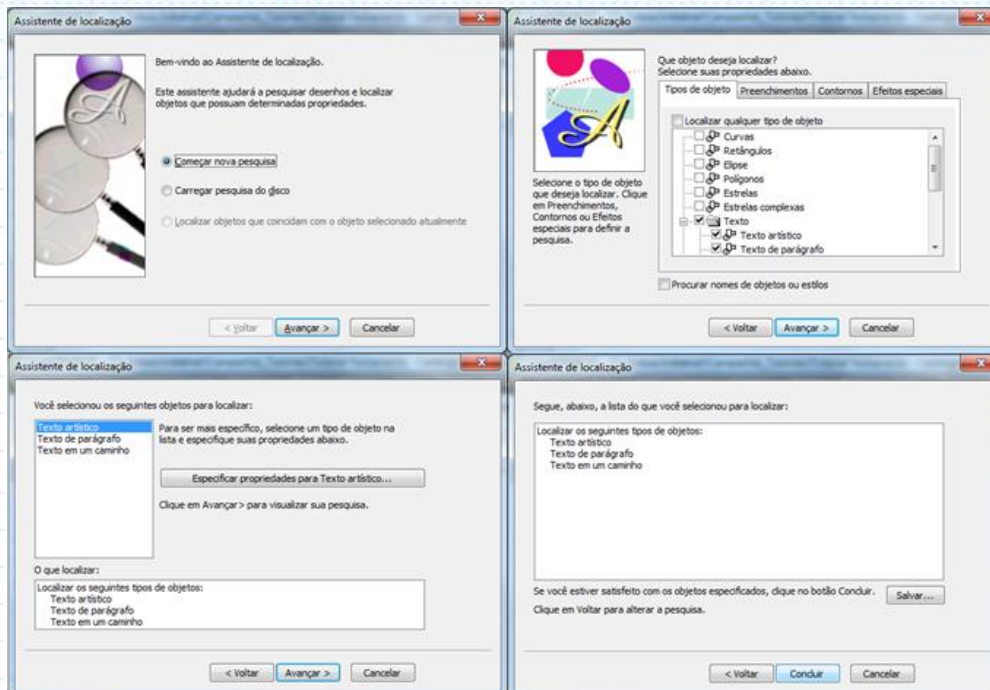 Assistente de localização
Bem-vindo ao Assistente de localização.
Este assistente ajudará a pesquisar desenhos e localizar
objetos que possuam determinadas propriedades.
Começar nova pesquisa
Carregar pesquisa do disco
Localizar objetos que coincidam com o objeto selecionado atualmente
< Voltar
Avançar >
Cancelar
Assistente de localização
Que objeto deseja localizar?
Selecione suas propriedades abaixo.
Tipos de objeto
Preenchimentos
Contornos
Efeitos especiais
Localizar qualquer tipo de objeto
Curvas
Retângulos
Elipse
Polígonos
Estrelas
Estrelas complexas
Texto
Texto artístico
Texto de parágrafo
Selecione o tipo de objeto
que deseja localizar. Clique
em Preenchimentos,
Contornos ou Efeitos
especiais para definir a
pesquisa.
Procurar nomes de objetos ou estilos
< Voltar
Avançar >
Cancelar
Assistente de localização
Você selecionou os seguintes objetos para localizar:
Texto artístico
Texto de parágrafo
Texto em um caminho
Para ser mais específico, selecione um tipo de objeto na
lista e especifique suas propriedades abaixo.
Especificar propriedades para Texto artístico...
Clique em Avançar> para visualizar sua pesquisa.
O que localizar:
Localizar os seguintes tipos de objetos:
Texto artístico
Texto de parágrafo
Texto em um caminho
< Voltar
Avançar >
Cancelar
Assistente de localização
Segue, abaixo, a lista do que você selecionou para localizar:
Localizar os seguintes tipos de objetos:
Texto artístico
Texto de parágrafo
Texto em um caminho
Se você estiver satisfeito com os objetos especificados, clique no botão Concluir.
Salvar...
Clique em Voltar para alterar a pesquisa.
< Voltar
Concluir
Cancelar